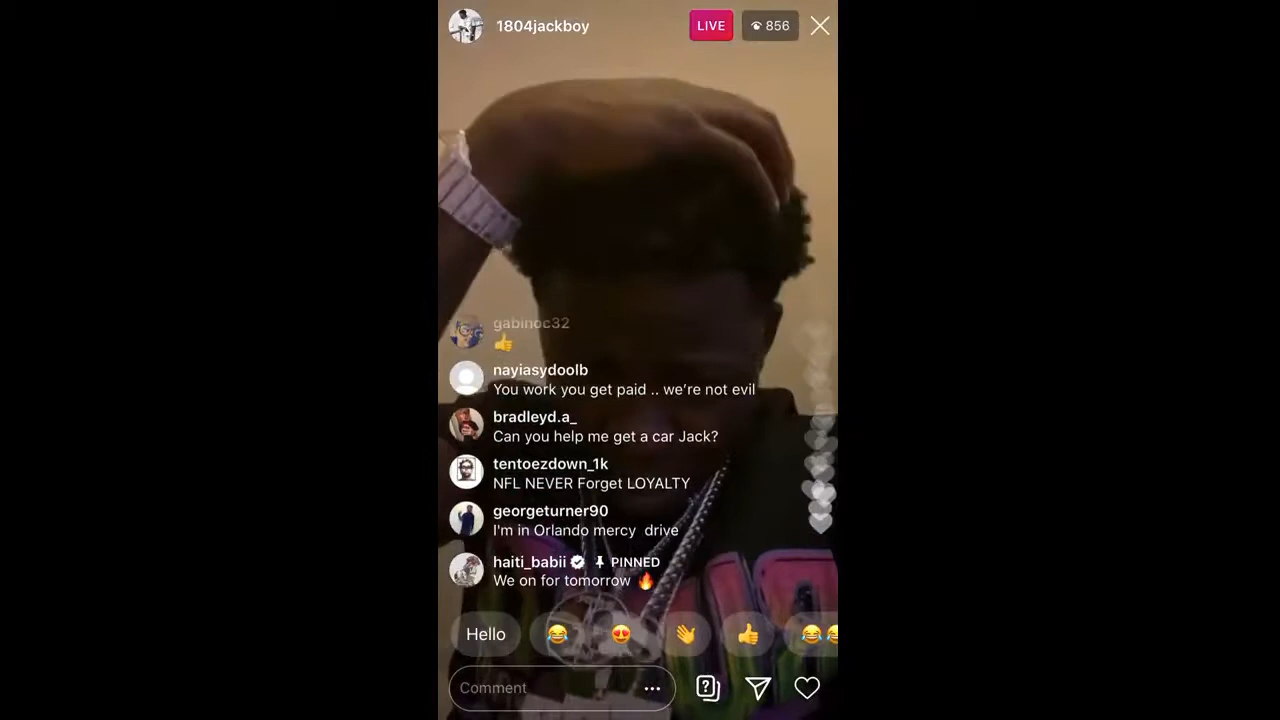 1804jackboy LIVE 856
gabinoc32
👍
nayiasydoolb
You work you get paid .. we’re not evil
bradleyd.a_
Can you help me get a car Jack?
tentoezdown_1k
NFL NEVER Forget LOYALTY
georgeturner90
I'm in Orlando mercy drive
haiti_babii PINNED
We on for tomorrow 🔥
Hello 😂 😍 👋 👍 😂😂
Comment